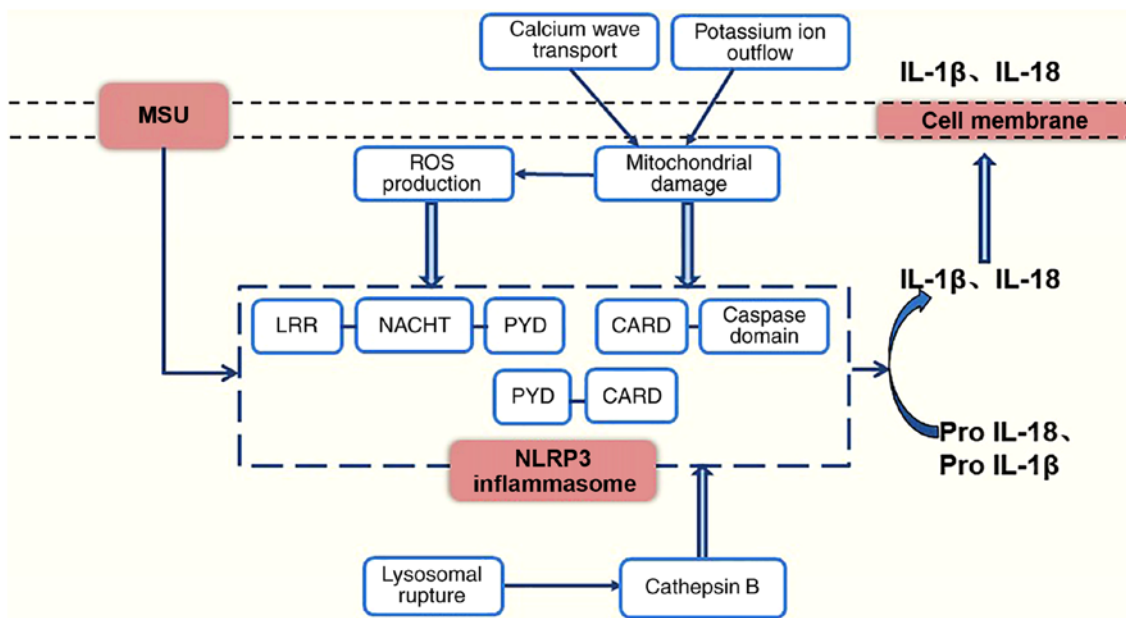 Calcium wave
transport
Potassium ion
outflow
IL-1β、IL-18
MSU
Cell membrane
ROS
production
Mitochondrial
damage
IL-1β、IL-18
LRR
NACHT
PYD
CARD
Caspase
domain
PYD
CARD
Pro IL-18、
Pro IL-1β
NLRP3
inflammasome
Lysosomal
rupture
Cathepsin B